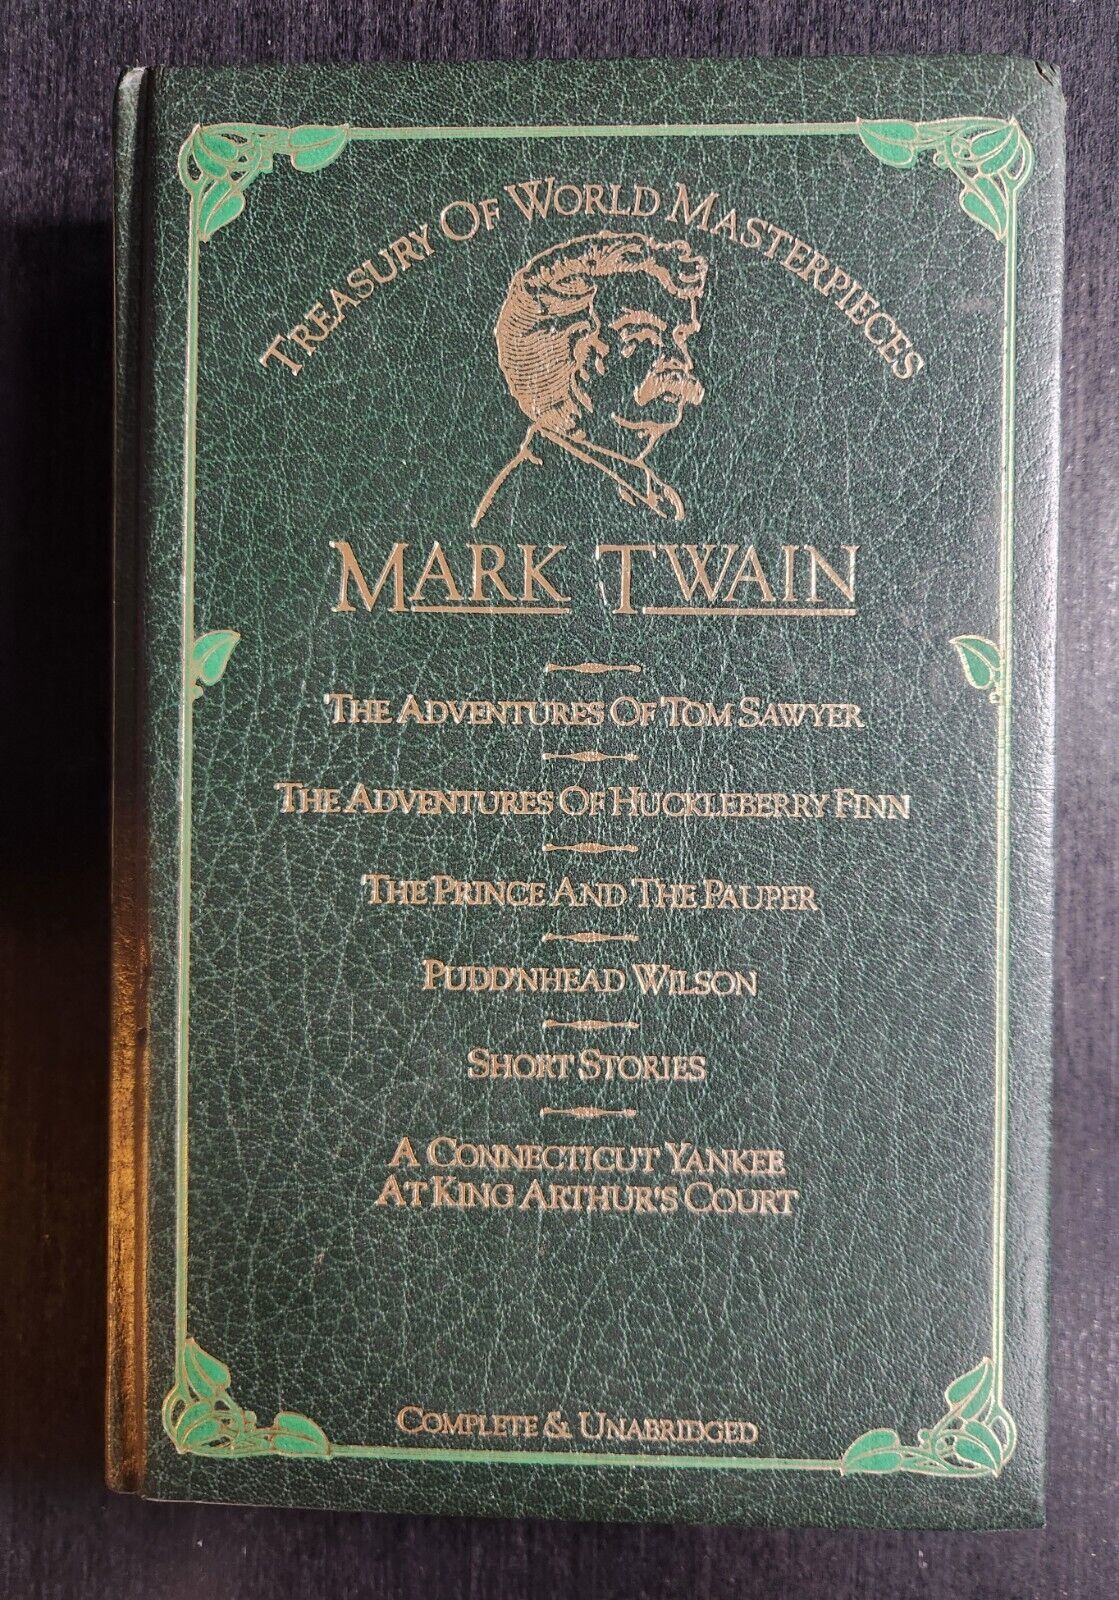 Treasury Of World Masterpieces
Mark Twain
The Adventures Of Tom Sawyer
The Adventures Of Huckleberry Finn
The Prince And The Pauper
Pudd'nhead Wilson
Short Stories
A Connecticut Yankee
At King Arthur's Court
Complete & Unabridged